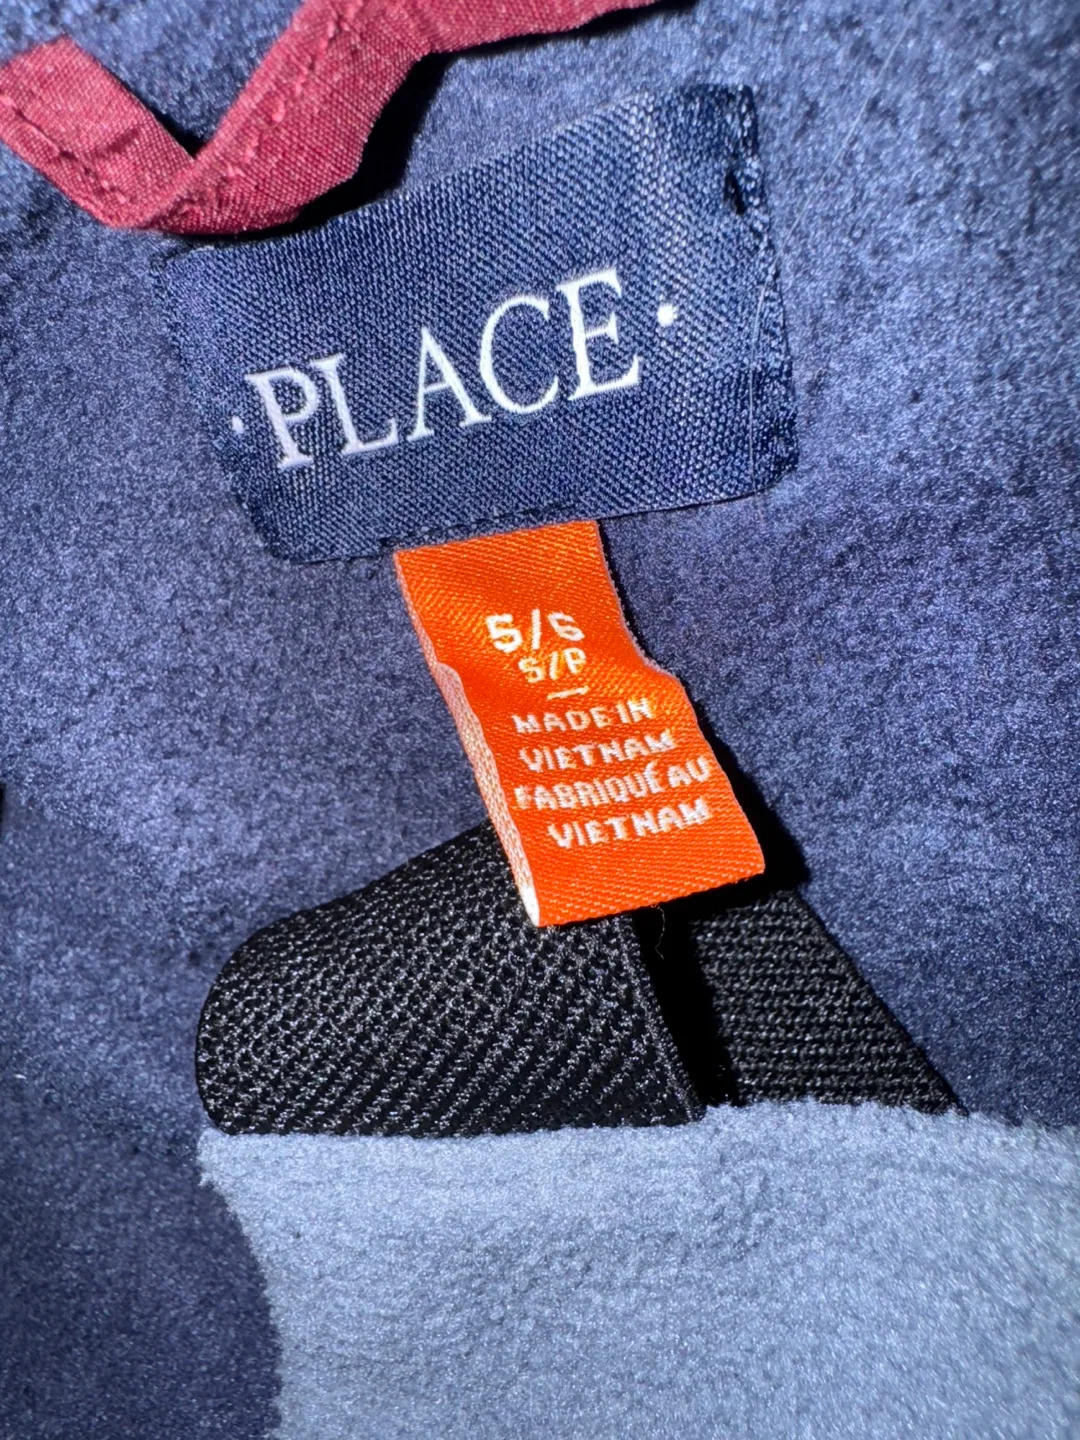 ·PLACE·
5/6
S/P
—
MADE IN
VIETNAM
FABRIQUÉ AU
VIETNAM